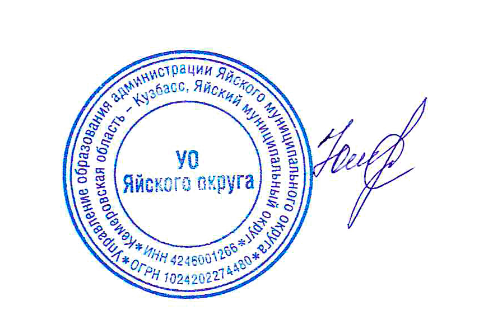 Управление образования администрации Яйского муниципального округа
* ОГРН 1024202274480 *
Кемеровская область – Кузбасс, Яйский муниципальный округ
* ИНН 4246001266 *
УО
Яйского округа